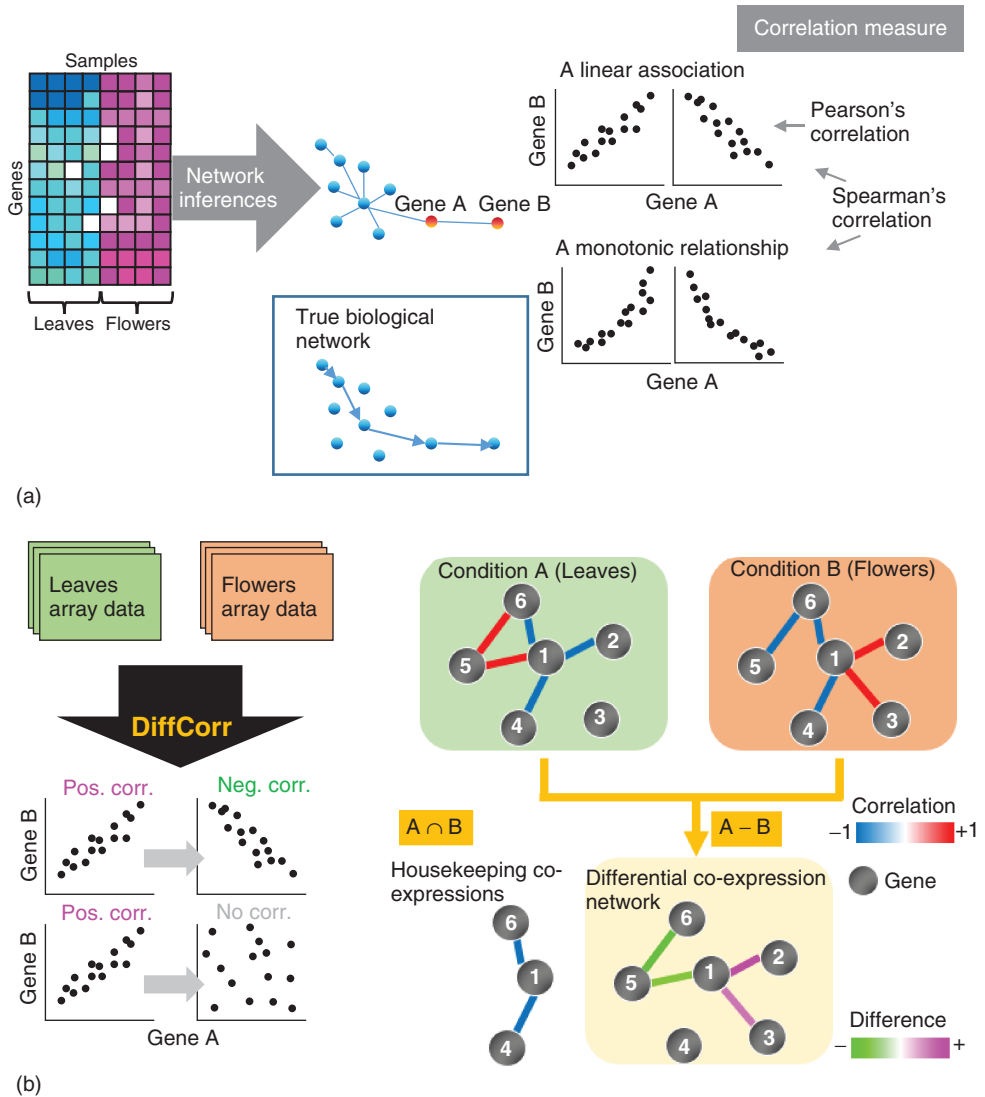 Correlation measure
Samples
Genes
Leaves
Flowers
Network
inferences
Gene A
Gene B
A linear association
Gene B
Gene A
Pearson's
correlation
Spearman's
correlation
A monotonic relationship
Gene B
Gene A
True biological
network
(a)
Leaves
array data
Flowers
array data
DiffCorr
Pos. corr.
Neg. corr.
Gene B
Pos. corr.
No corr.
Gene B
Gene A
Condition A (Leaves)
6
5
1
2
4
3
Condition B (Flowers)
6
5
1
2
4
3
A ∩ B
A – B
Correlation
–1
+1
Gene
Housekeeping co-
expressions
6
1
4
Differential co-expression
network
6
5
1
2
4
3
Difference
-
+
(b)